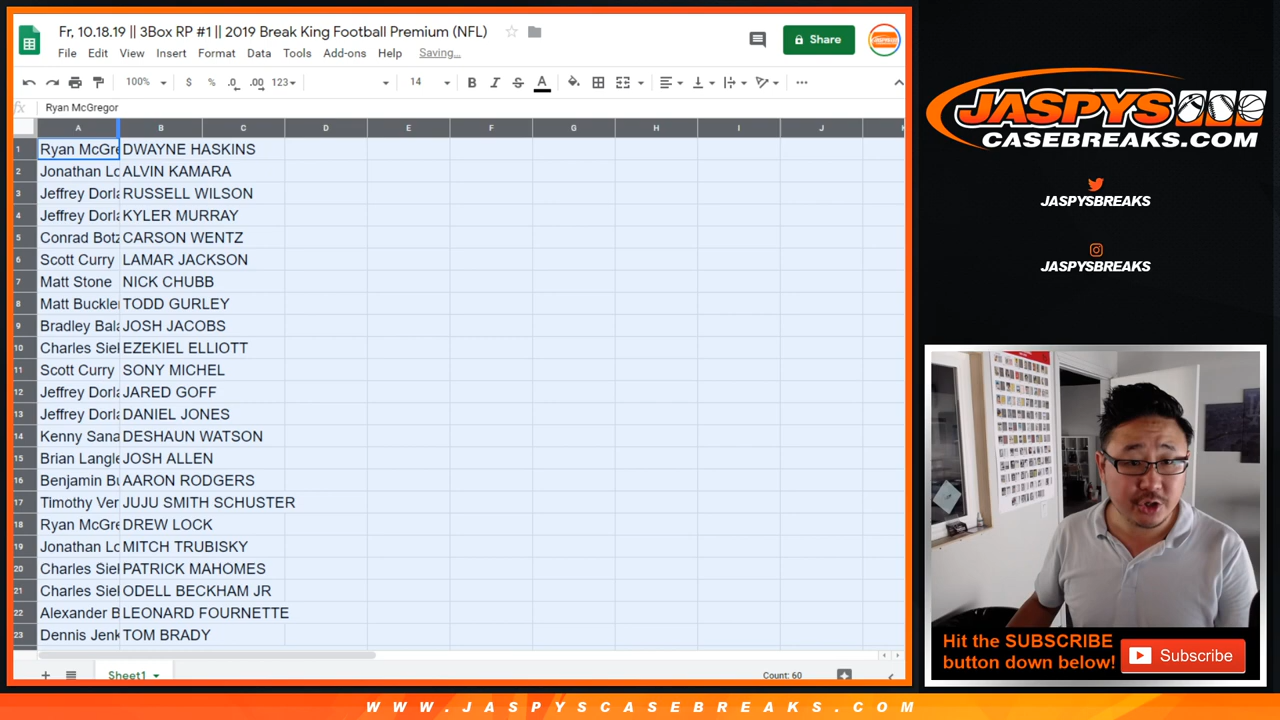 Fr, 10.18.19 || 3Box RP #1 || 2019 Break King Football Premium (NFL)
File Edit View Insert Format Data Tools Add-ons Help Saving...
Share
100% $ % .0 .00 123 14 B I S A
fx Ryan McGregor
A B C D E F G H I J
1 Ryan McGre DWAYNE HASKINS
2 Jonathan Lo ALVIN KAMARA
3 Jeffrey Dorla RUSSELL WILSON
4 Jeffrey Dorla KYLER MURRAY
5 Conrad Botz CARSON WENTZ
6 Scott Curry LAMAR JACKSON
7 Matt Stone NICK CHUBB
8 Matt Buckler TODD GURLEY
9 Bradley Bala JOSH JACOBS
10 Charles Siel EZEKIEL ELLIOTT
11 Scott Curry SONY MICHEL
12 Jeffrey Dorla JARED GOFF
13 Jeffrey Dorla DANIEL JONES
14 Kenny Sana DESHAUN WATSON
15 Brian Langle JOSH ALLEN
16 Benjamin Bu AARON RODGERS
17 Timothy Ver JUJU SMITH SCHUSTER
18 Ryan McGre DREW LOCK
19 Jonathan Lo MITCH TRUBISKY
20 Charles Siel PATRICK MAHOMES
21 Charles Siel ODELL BECKHAM JR
22 Alexander B LEONARD FOURNETTE
23 Dennis Jenk TOM BRADY
Sheet1
Count: 60
JASPYS
CASEBREAKS.COM
JASPYSBREAKS
JASPYSBREAKS
Hit the SUBSCRIBE
button down below!
Subscribe
WWW.JASPYSCASEBREAKS.COM